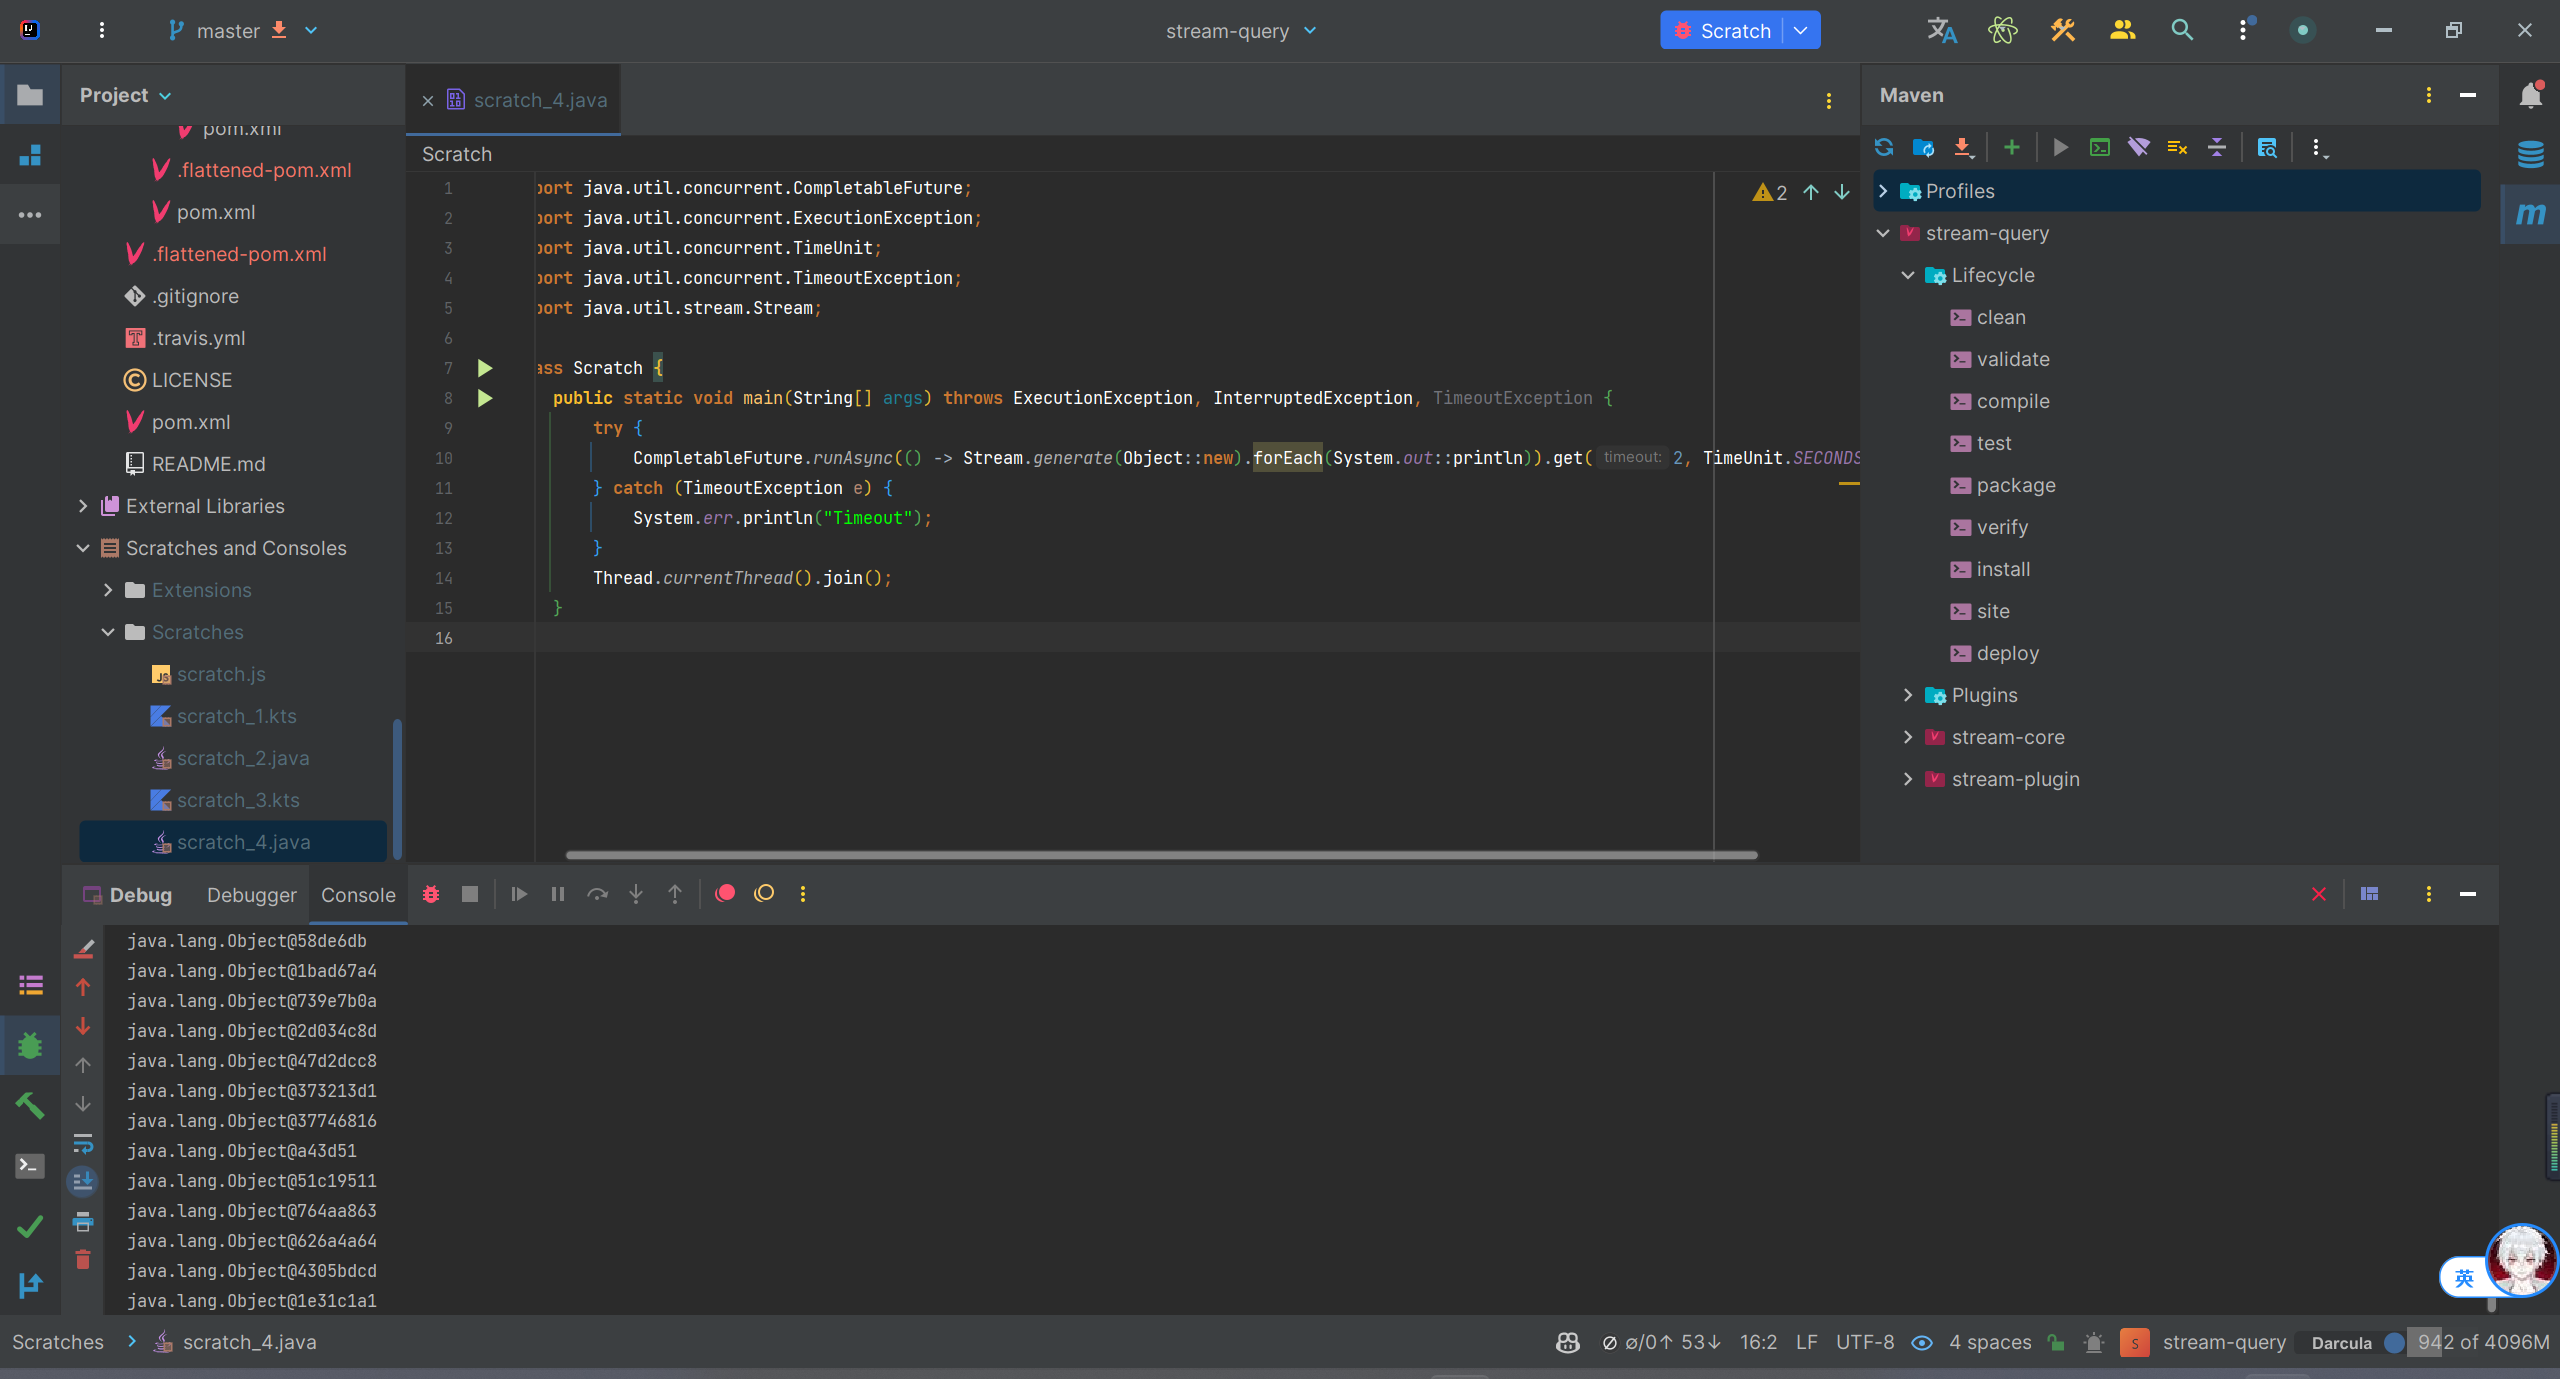 master
stream-query
Scratch
Project
pom.xml
.flattened-pom.xml
pom.xml
.flattened-pom.xml
.gitignore
.travis.yml
LICENSE
pom.xml
README.md
External Libraries
Scratches and Consoles
Extensions
Scratches
scratch.js
scratch_1.kts
scratch_2.java
scratch_3.kts
scratch_4.java
scratch_4.java
Scratch
1 port java.util.concurrent.CompletableFuture;
2 port java.util.concurrent.ExecutionException;
3 port java.util.concurrent.TimeUnit;
4 port java.util.concurrent.TimeoutException;
5 port java.util.stream.Stream;
6
7 ass Scratch {
8 public static void main(String[] args) throws ExecutionException, InterruptedException, TimeoutException {
9 try {
10 CompletableFuture.runAsync(() -> Stream.generate(Object::new).forEach(System.out::println)).get( timeout: 2, TimeUnit.SECONDS
11 } catch (TimeoutException e) {
12 System.err.println("Timeout");
13 }
14 Thread.currentThread().join();
15 }
16
2
Maven
Profiles
stream-query
Lifecycle
clean
validate
compile
test
package
verify
install
site
deploy
Plugins
stream-core
stream-plugin
m
Debug
Debugger
Console
java.lang.Object@58de6db
java.lang.Object@1bad67a4
java.lang.Object@739e7b0a
java.lang.Object@2d034c8d
java.lang.Object@47d2dcc8
java.lang.Object@373213d1
java.lang.Object@37746816
java.lang.Object@a43d51
java.lang.Object@51c19511
java.lang.Object@764aa863
java.lang.Object@626a4a64
java.lang.Object@4305bdcd
java.lang.Object@1e31c1a1
英
Scratches
scratch_4.java
∅/0↑ 53↓
16:2
LF
UTF-8
4 spaces
S
stream-query
Darcula
942 of 4096M